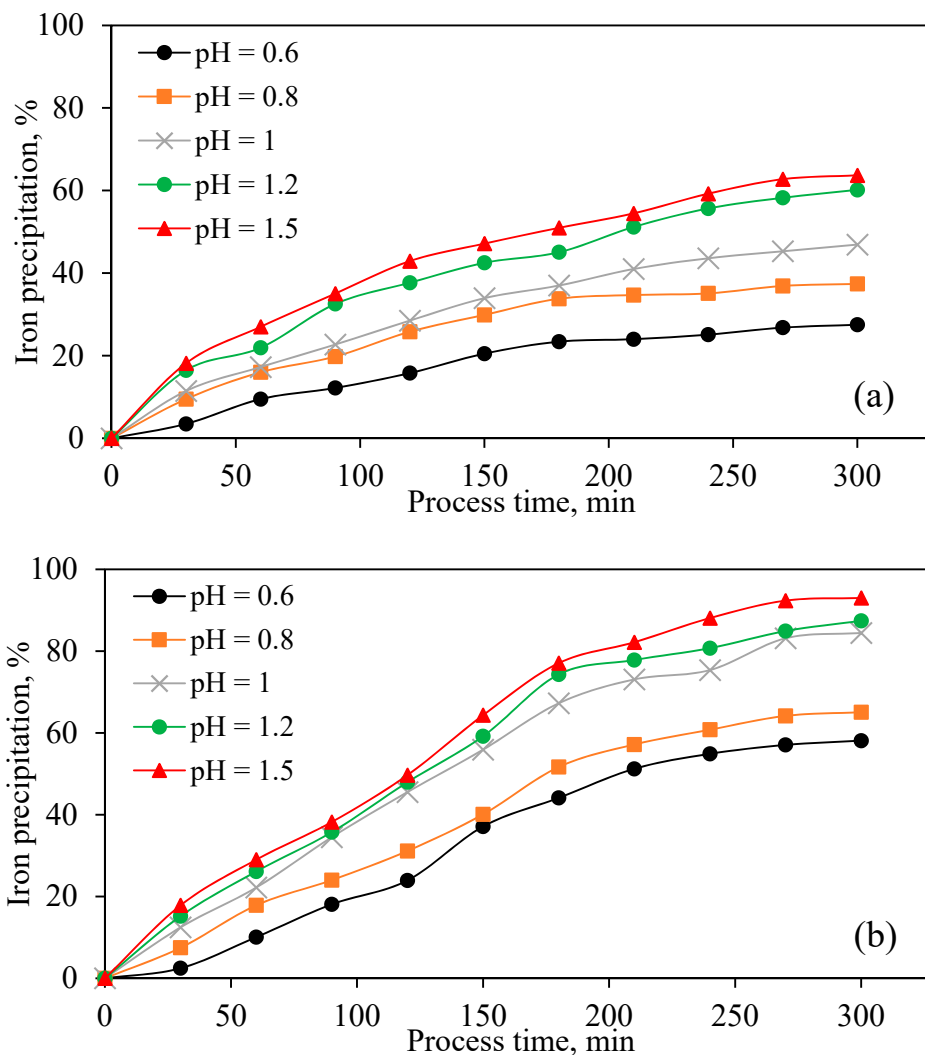 100
80
60
40
20
0
Iron precipitation, %
pH = 0.6
pH = 0.8
pH = 1
pH = 1.2
pH = 1.5
(a)
0 50 100 150 200 250 300
Process time, min
100
80
60
40
20
0
Iron precipitation, %
pH = 0.6
pH = 0.8
pH = 1
pH = 1.2
pH = 1.5
(b)
0 50 100 150 200 250 300
Process time, min